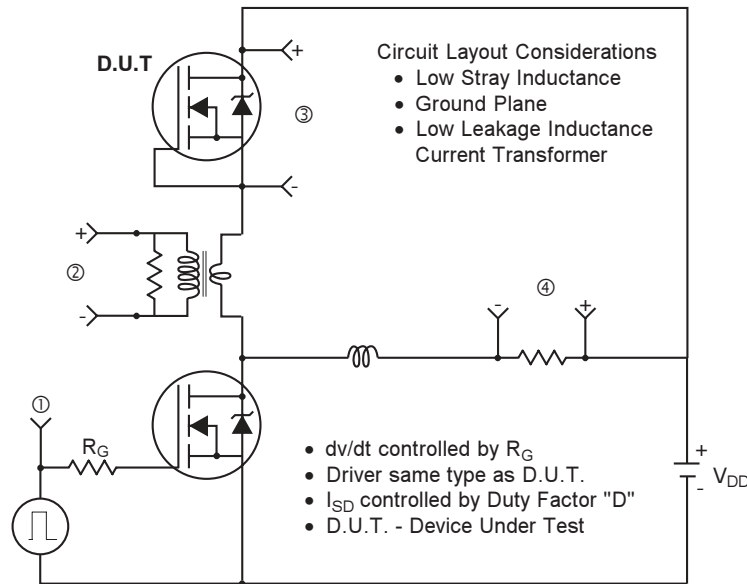 D.U.T
+
③
-
Circuit Layout Considerations
• Low Stray Inductance
• Ground Plane
• Low Leakage Inductance
Current Transformer
+
②
-
④
- +
①
R_G
• dv/dt controlled by R_G
• Driver same type as D.U.T.
• I_SD controlled by Duty Factor "D"
• D.U.T. - Device Under Test
+
V_DD
-